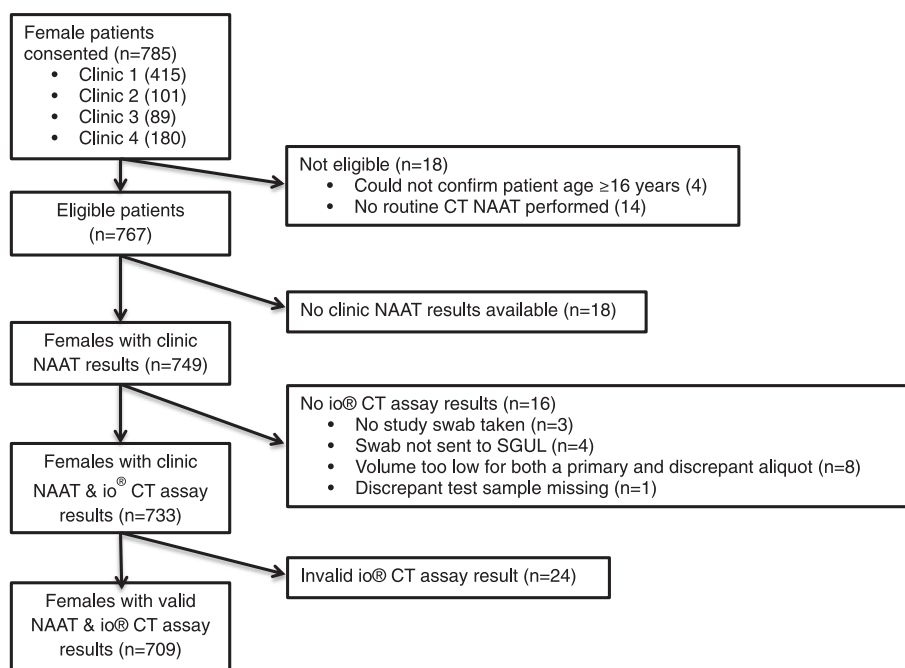 Female patients
consented (n=785)
• Clinic 1 (415)
• Clinic 2 (101)
• Clinic 3 (89)
• Clinic 4 (180)
Not eligible (n=18)
• Could not confirm patient age ≥16 years (4)
• No routine CT NAAT performed (14)
Eligible patients
(n=767)
No clinic NAAT results available (n=18)
Females with clinic
NAAT results (n=749)
No io® CT assay results (n=16)
• No study swab taken (n=3)
• Swab not sent to SGUL (n=4)
• Volume too low for both a primary and discrepant aliquot (n=8)
• Discrepant test sample missing (n=1)
Females with clinic
NAAT & io® CT assay
results (n=733)
Invalid io® CT assay result (n=24)
Females with valid
NAAT & io® CT assay
results (n=709)